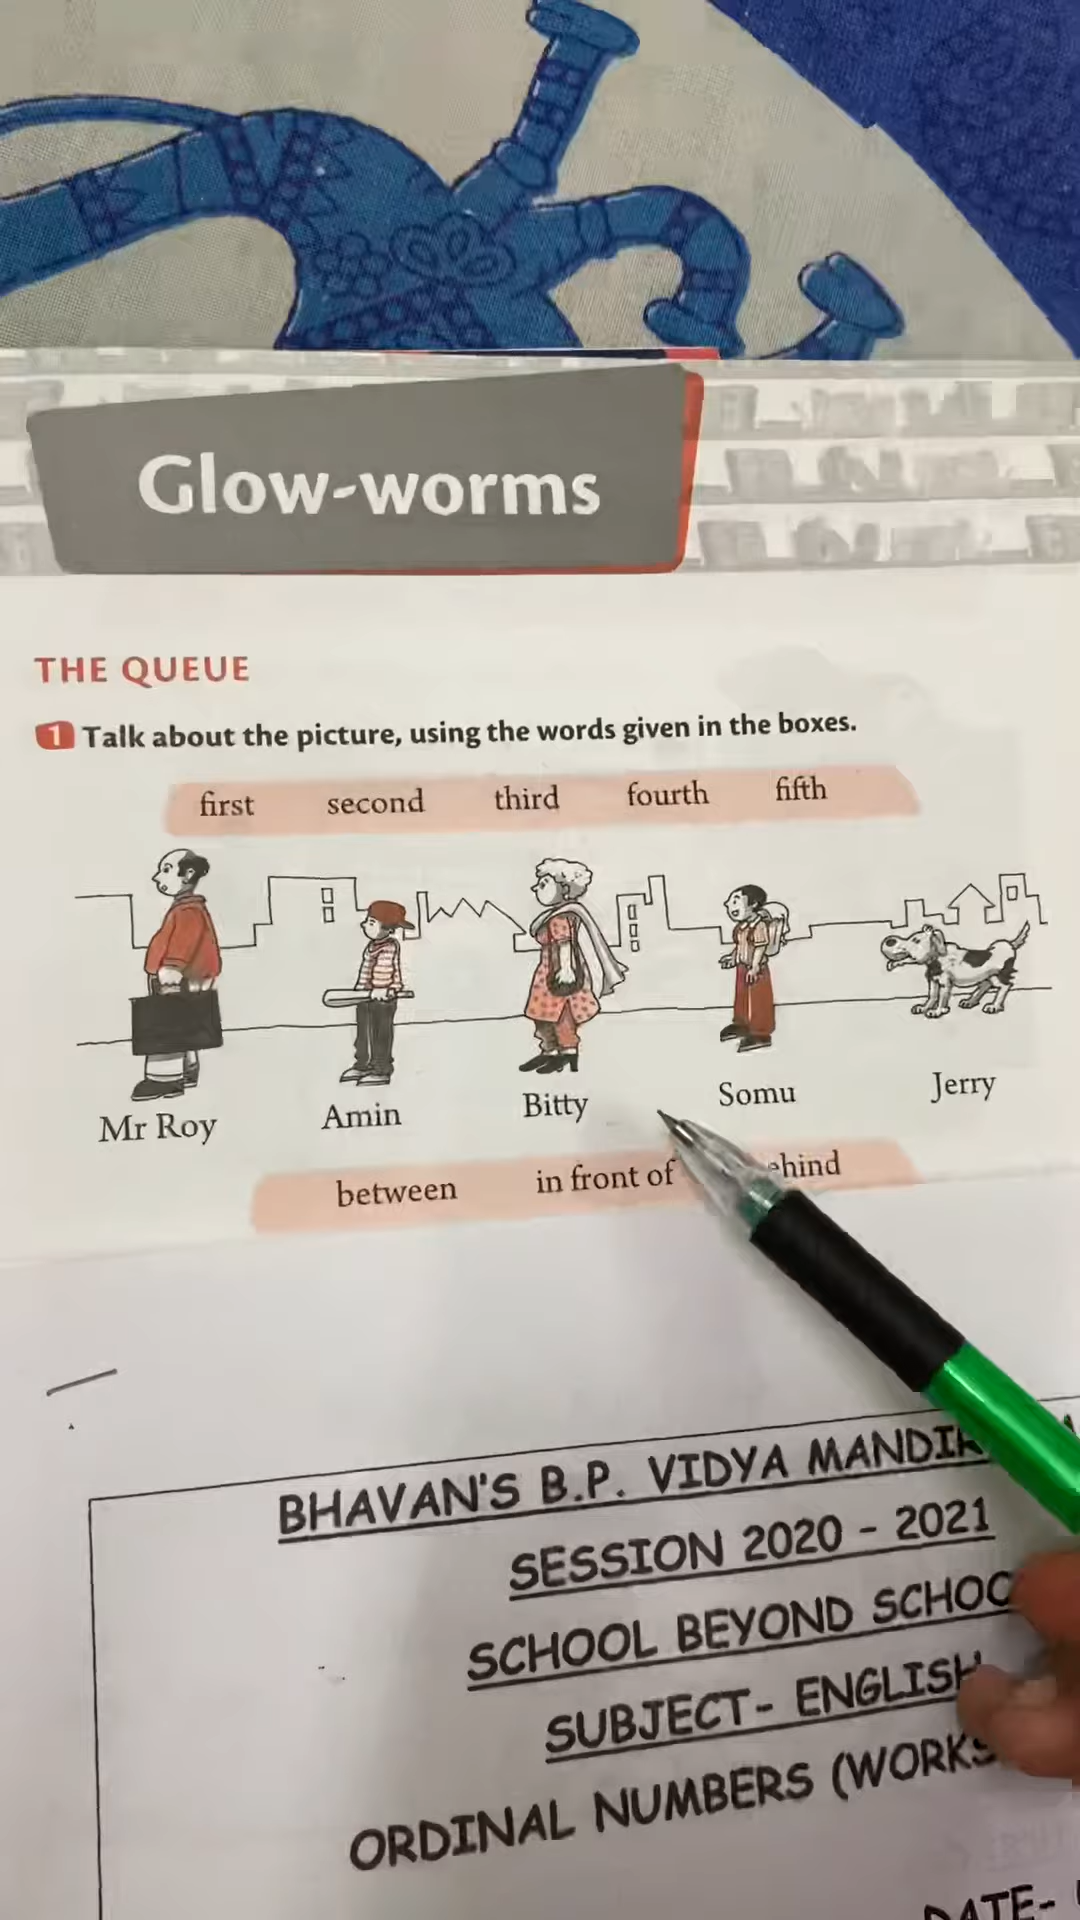 Glow-worms
THE QUEUE
1 Talk about the picture, using the words given in the boxes.
first second third fourth fifth
Mr Roy Amin Bitty Somu Jerry
between in front of
BHAVAN'S B.P. VIDYA MANDIR
SESSION 2020 - 2021
SCHOOL BEYOND
SUBJECT- ENGLISH
ORDINAL NUMBERS
DATE-